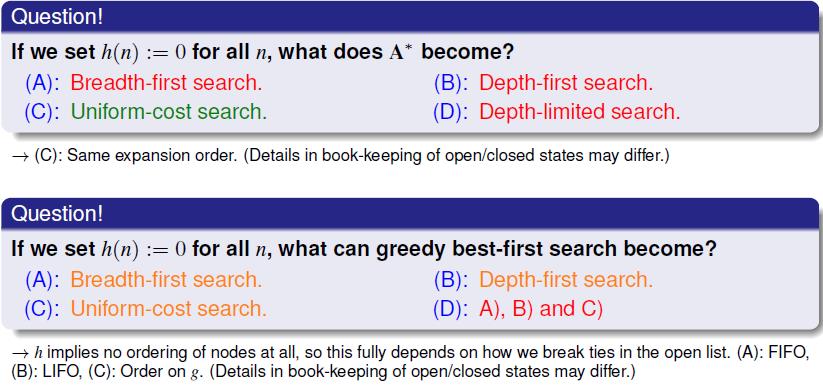 Question!
If we set h(n) := 0 for all n, what does A* become?
(A): Breadth-first search. (B): Depth-first search.
(C): Uniform-cost search. (D): Depth-limited search.
→ (C): Same expansion order. (Details in book-keeping of open/closed states may differ.)
Question!
If we set h(n) := 0 for all n, what can greedy best-first search become?
(A): Breadth-first search. (B): Depth-first search.
(C): Uniform-cost search. (D): A), B) and C)
→ h implies no ordering of nodes at all, so this fully depends on how we break ties in the open list. (A): FIFO,
(B): LIFO, (C): Order on g. (Details in book-keeping of open/closed states may differ.)